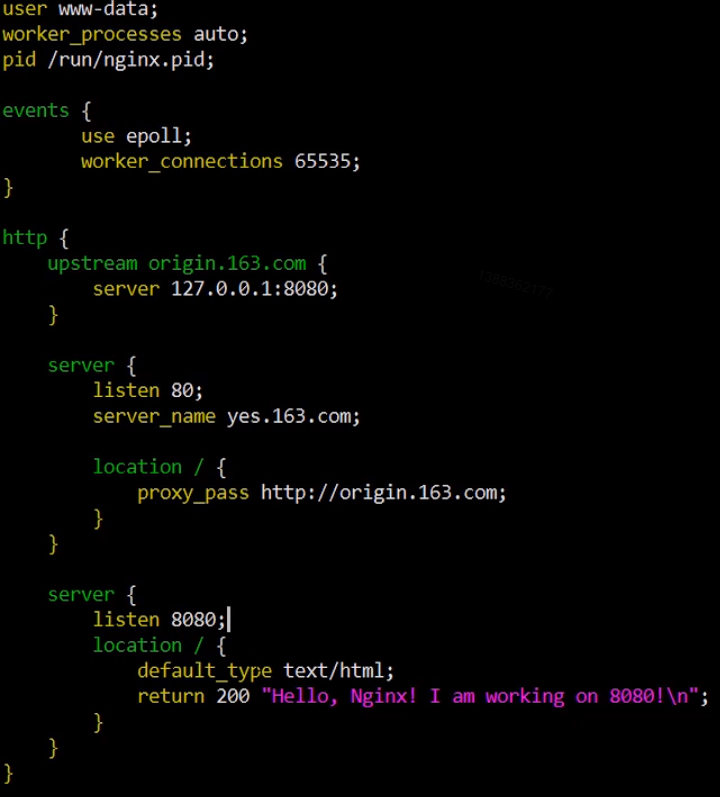 user www-data;
worker_processes auto;
pid /run/nginx.pid;

events {
        use epoll;
        worker_connections 65535;
}

http {
    upstream origin.163.com {
        server 127.0.0.1:8080;
    }

    server {
        listen 80;
        server_name yes.163.com;

        location / {
            proxy_pass http://origin.163.com;
        }
    }

    server {
        listen 8080;
        location / {
            default_type text/html;
            return 200 "Hello, Nginx! I am working on 8080!\n";
        }
    }
}